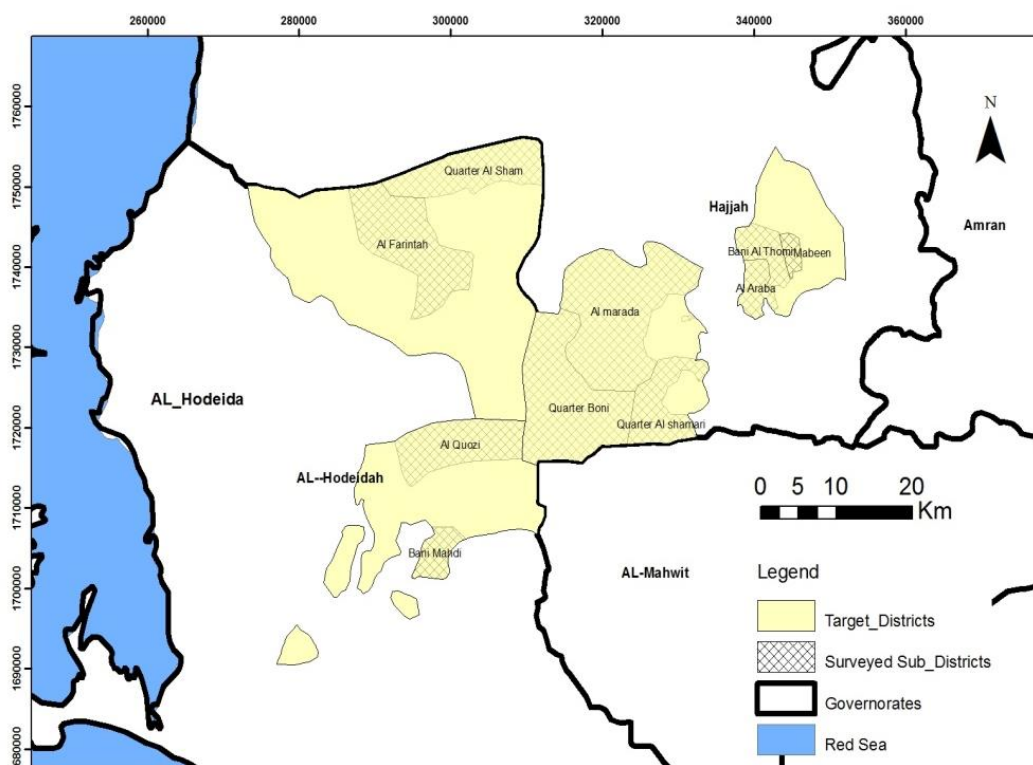 260000
280000
300000
320000
340000
360000
1760000
1750000
1740000
1730000
1720000
1710000
1700000
1690000
1680000
N
Quarter Al Sham
Hajjah
Amran
Al Farintah
Bani Al Thomi
Mabeen
Al Araba
Al marada
AL_Hodeida
Quarter Boni
Quarter Al shamari
Al Quozi
AL--Hodeidah
Bani Mahdi
AL-Mahwit
0 5 10 20
Km
Legend
Target_Districts
Surveyed Sub_Districts
Governorates
Red Sea